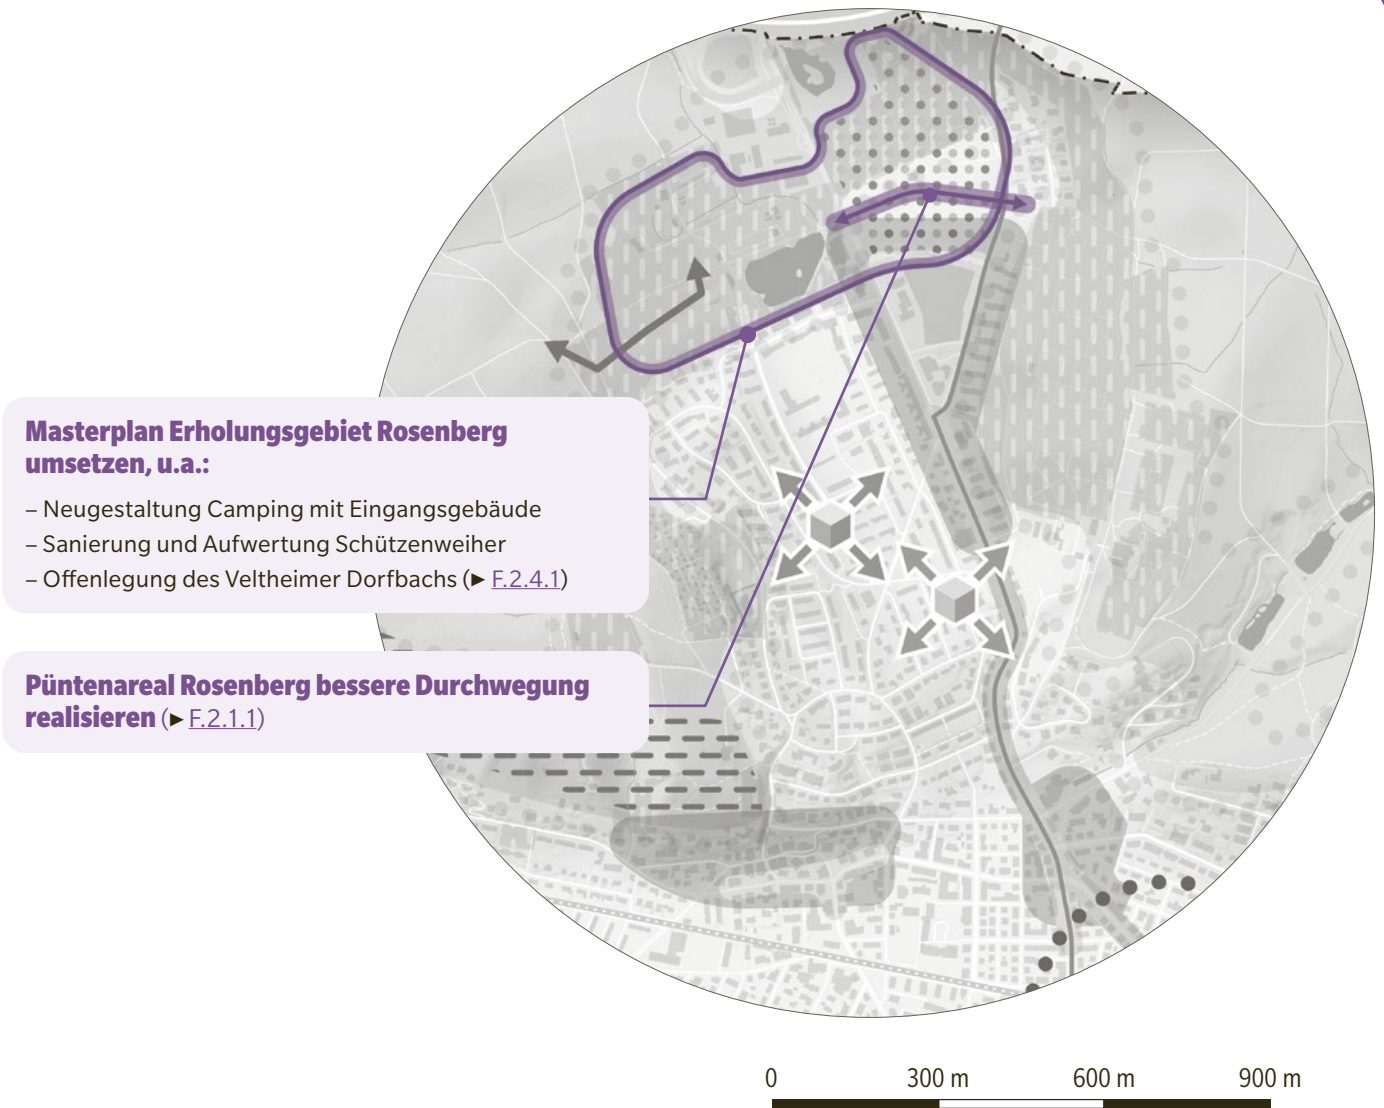 Masterplan Erholungsgebiet Rosenberg
umsetzen, u.a.:
– Neugestaltung Camping mit Eingangsgebäude
– Sanierung und Aufwertung Schützenweiher
– Offenlegung des Veltheimer Dorfbachs (► F.2.4.1)
Püntenareal Rosenberg bessere Durchwegung
realisieren (► F.2.1.1)
0 300 m 600 m 900 m